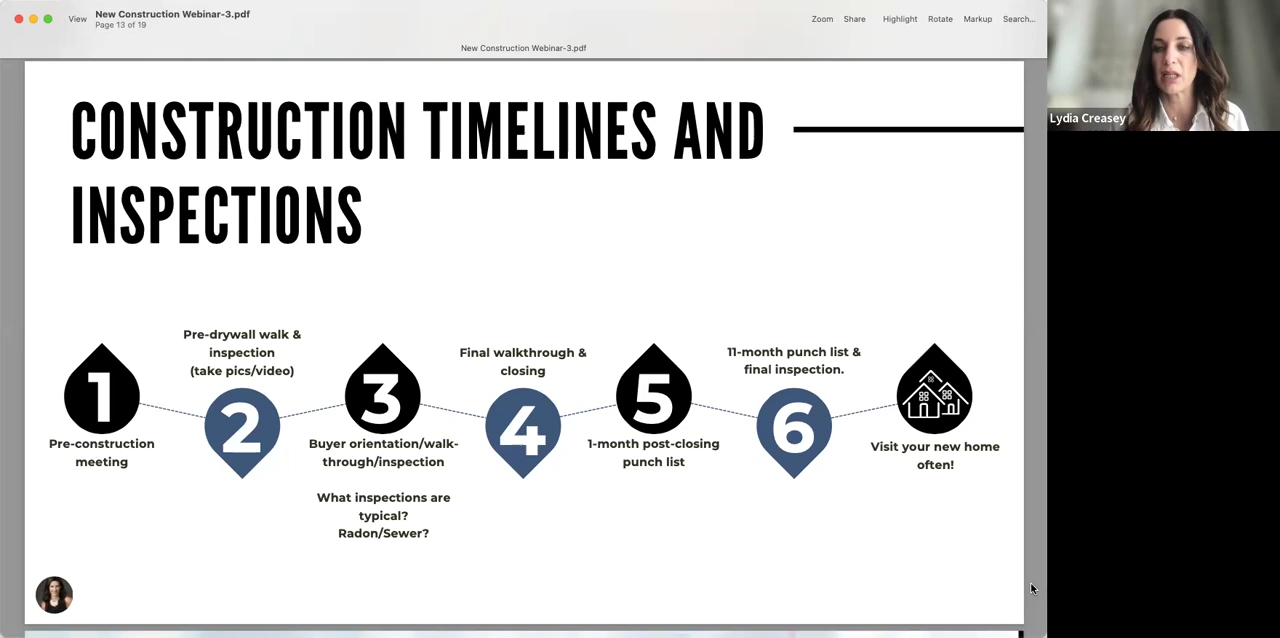 View
New Construction Webinar-3.pdf
Page 13 of 19
Zoom
Share
Highlight
Rotate
Markup
Search...
New Construction Webinar-3.pdf
Lydia Creasey
CONSTRUCTION TIMELINES AND
INSPECTIONS
1
Pre-construction
meeting
Pre-drywall walk &
inspection
(take pics/video)
2
3
Buyer orientation/walk-
through/inspection
What inspections are
typical?
Radon/Sewer?
Final walkthrough &
closing
4
5
1-month post-closing
punch list
11-month punch list &
final inspection.
6
Visit your new home
often!